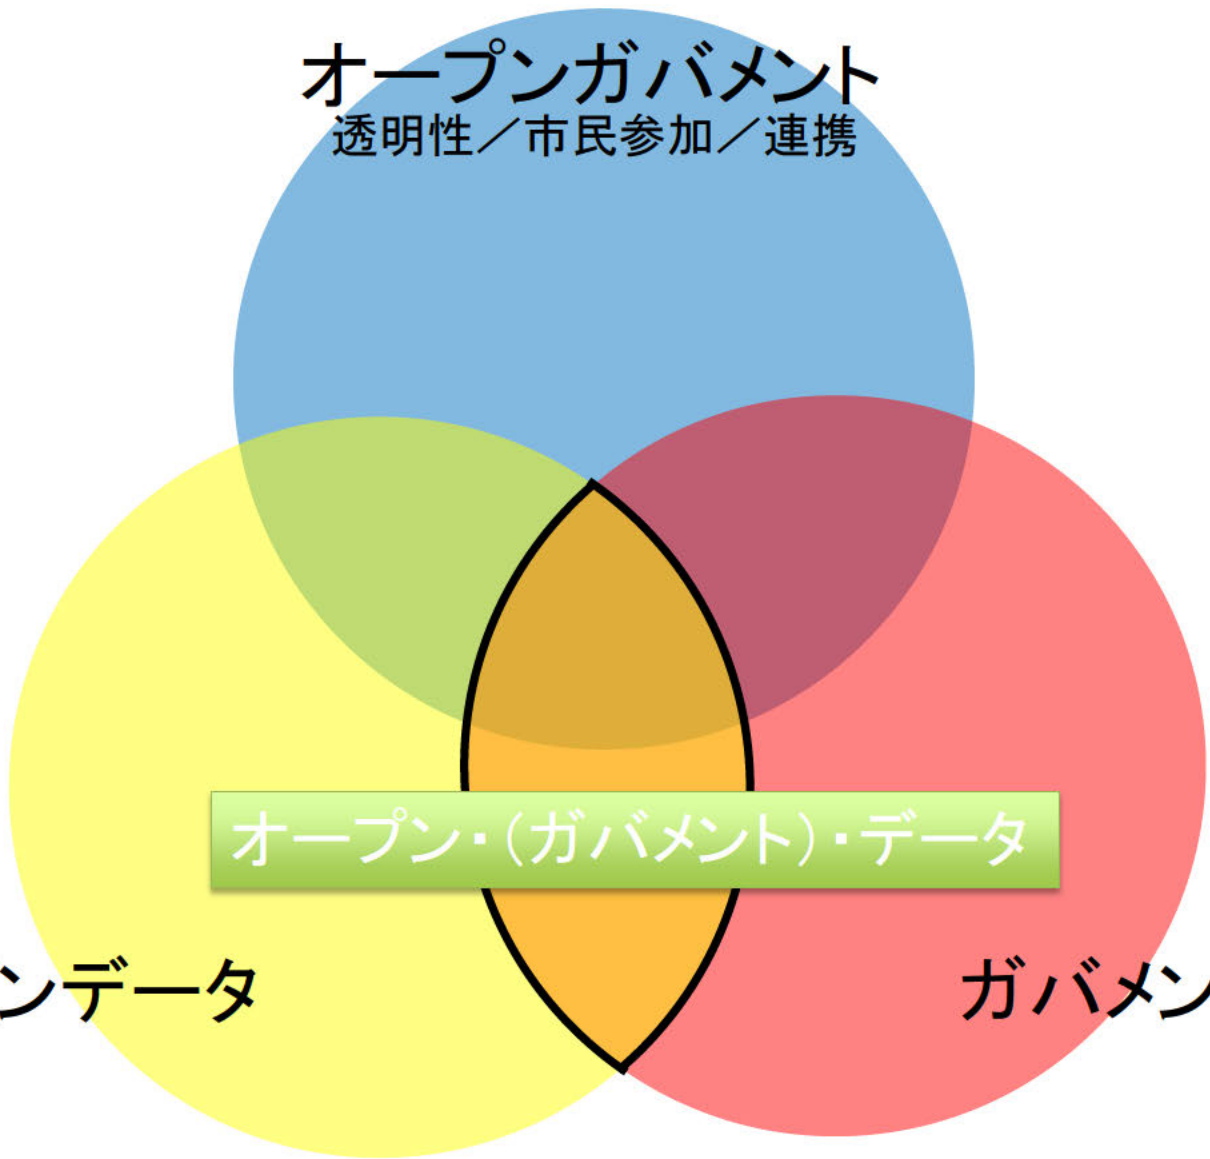 オープンガバメント
透明性／市民参加／連携
オープン・（ガバメント）・データ
ンデータ
ガバメン